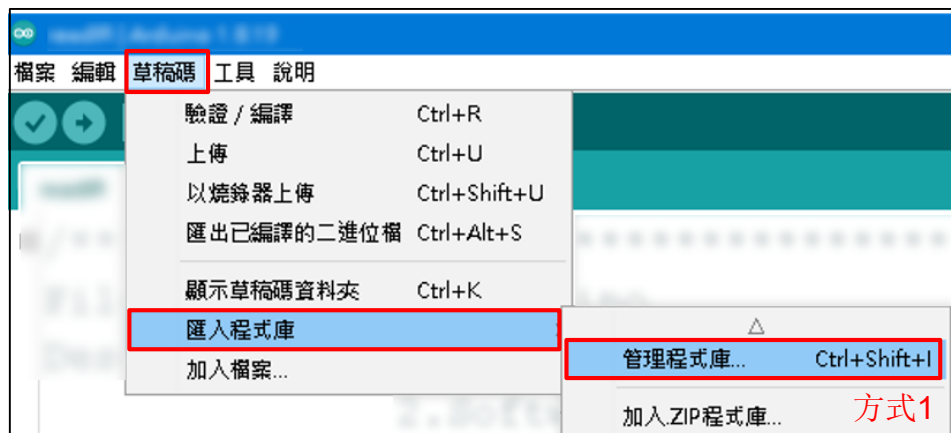 檔案 編輯 草稿碼 工具 說明
驗證 / 編譯 Ctrl+R
上傳 Ctrl+U
以燒錄器上傳 Ctrl+Shift+U
匯出已編譯的二進位檔 Ctrl+Alt+S
顯示草稿碼資料夾 Ctrl+K
匯入程式庫
加入檔案...
管理程式庫... Ctrl+Shift+I
加入.ZIP程式庫...
方式1